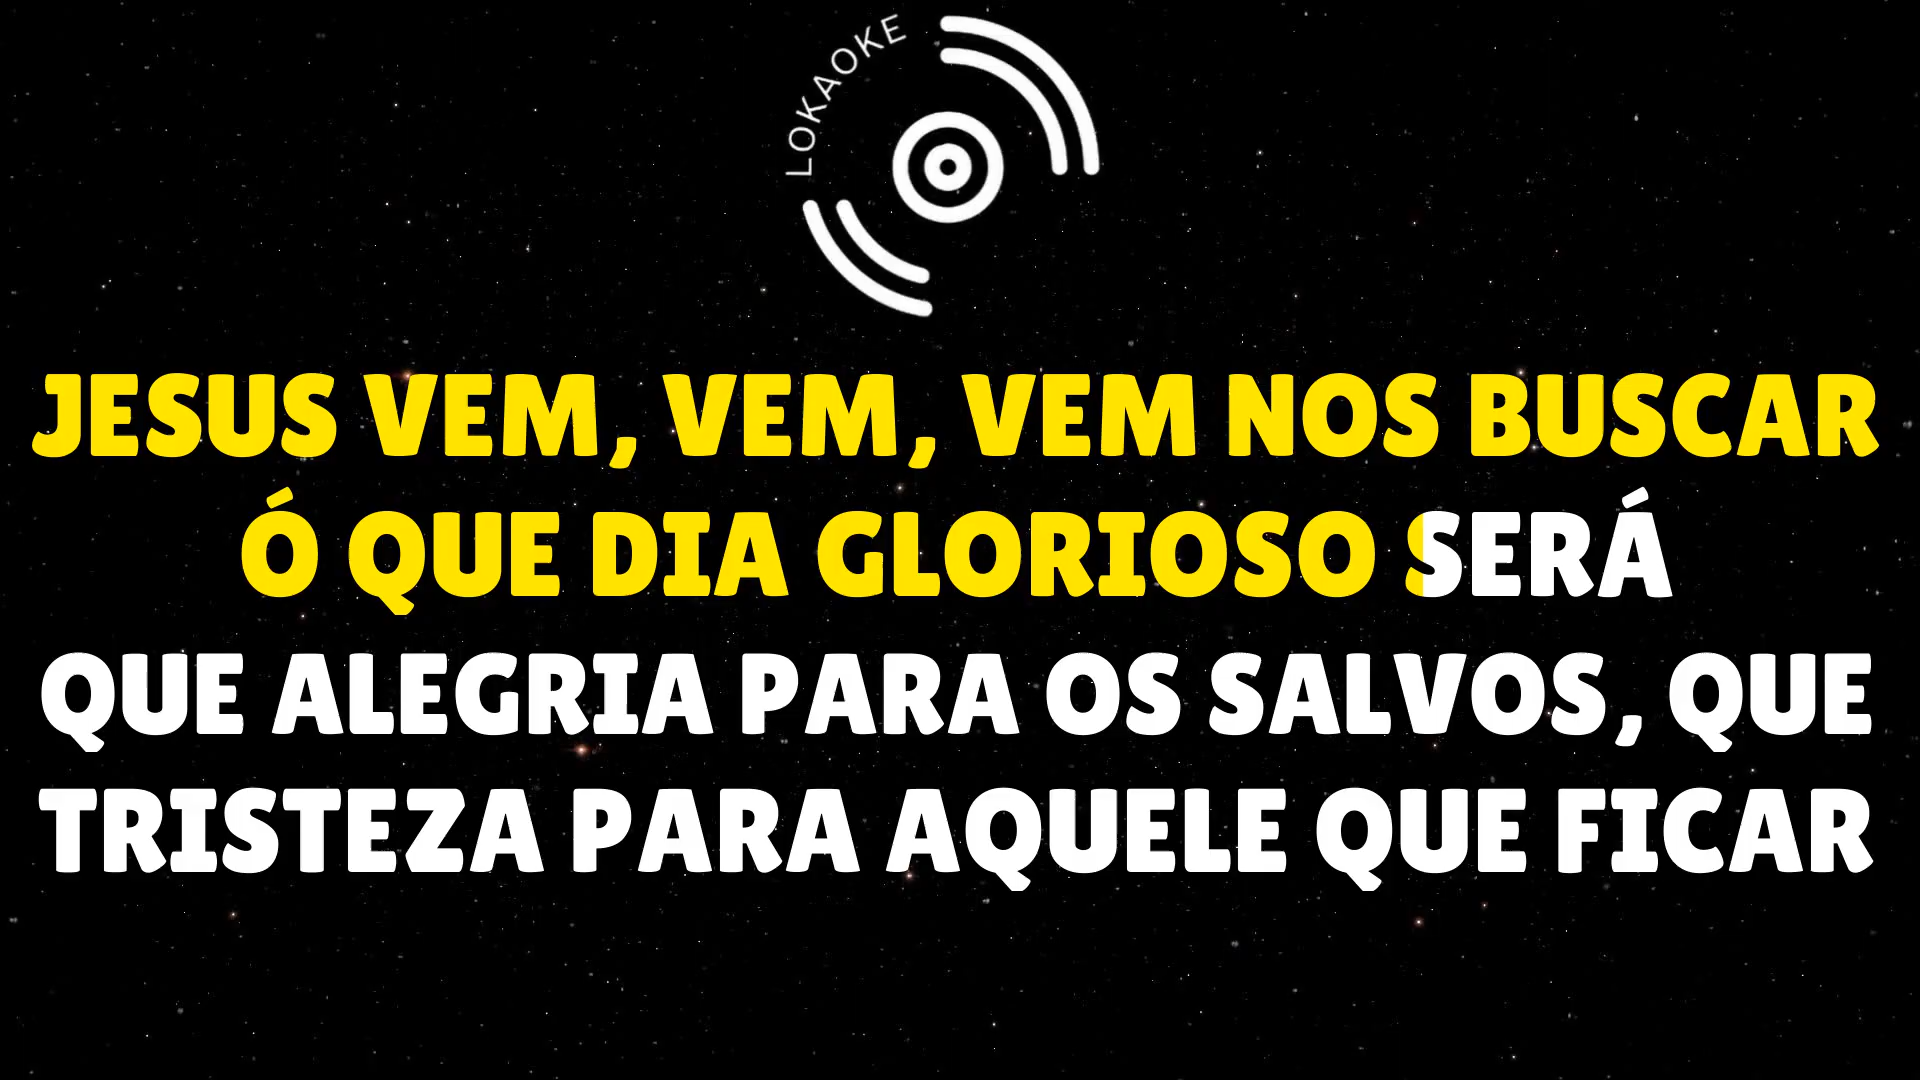 LOKAOKE
JESUS VEM, VEM, VEM NOS BUSCAR
Ó QUE DIA GLORIOSO SERÁ
QUE ALEGRIA PARA OS SALVOS, QUE
TRISTEZA PARA AQUELE QUE FICAR